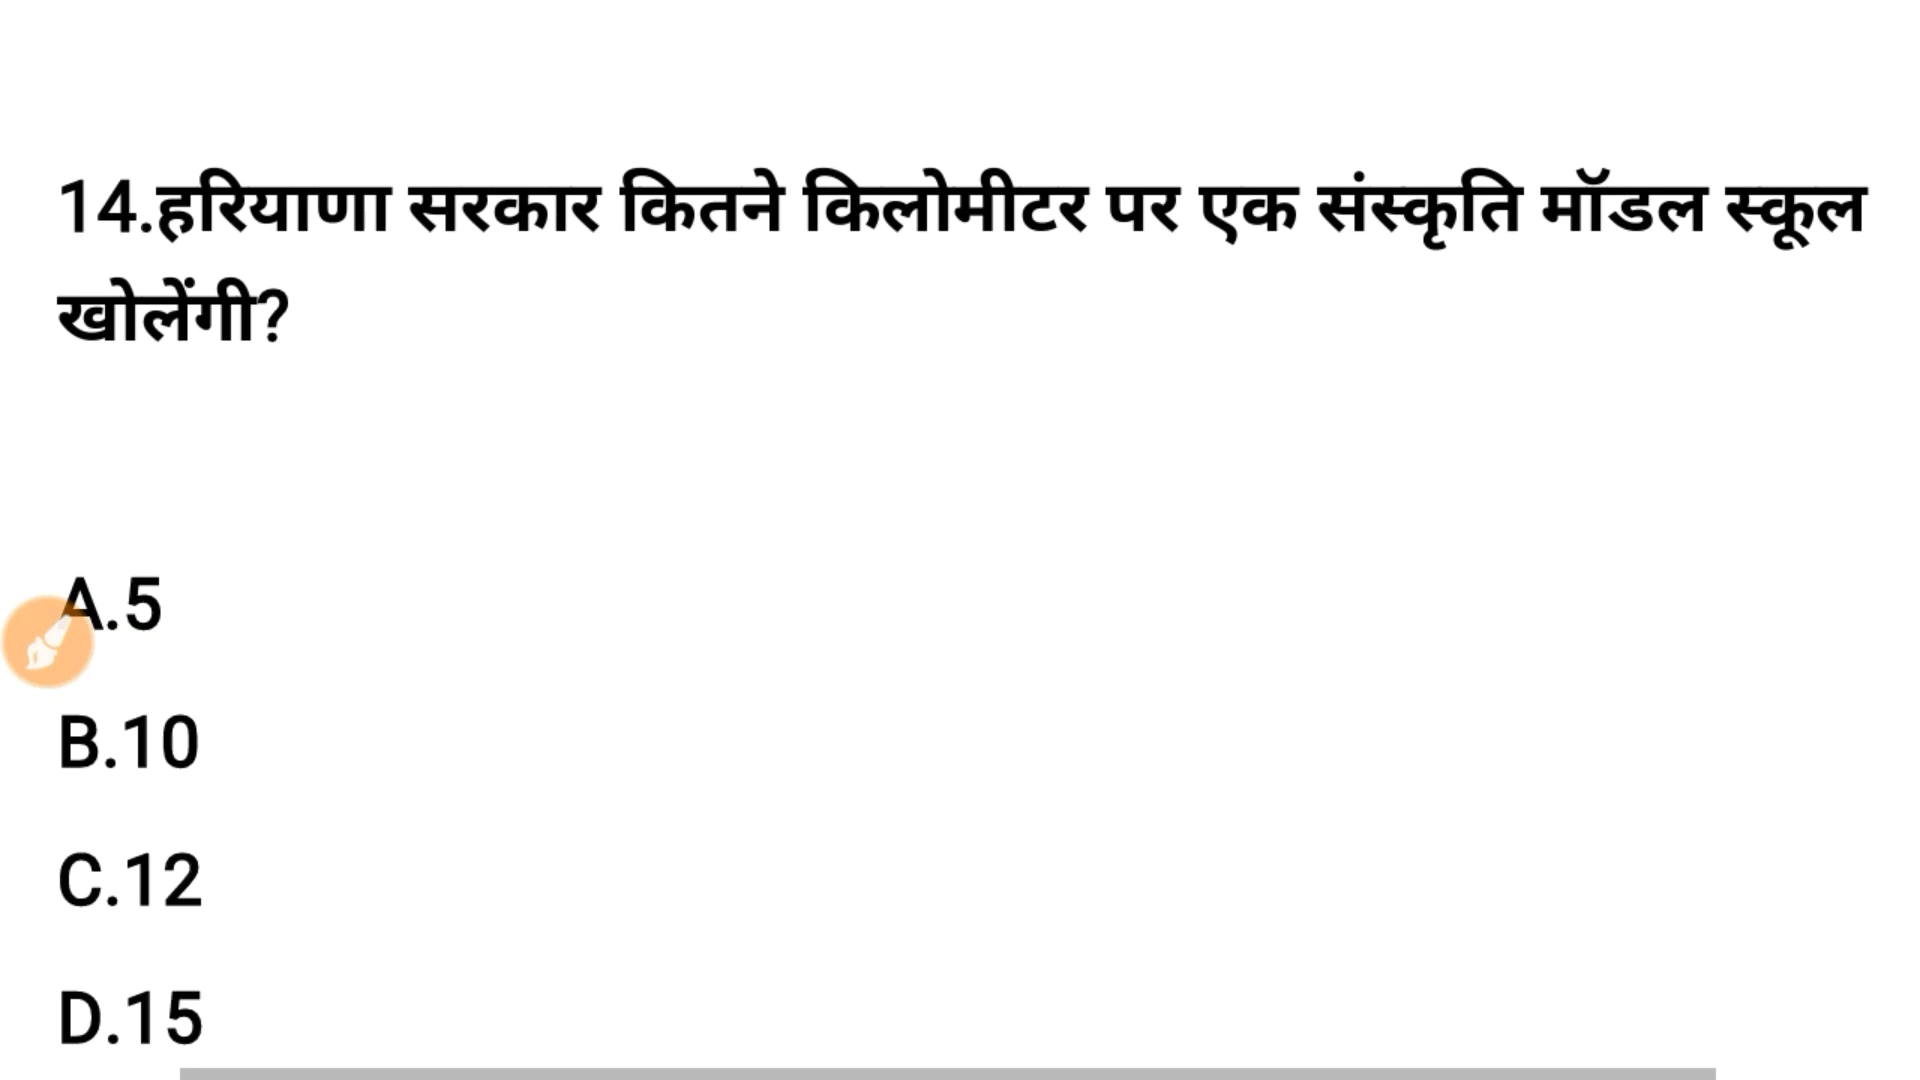 14.हरियाणा सरकार कितने किलोमीटर पर एक संस्कृति मॉडल स्कूल
खोलेंगी?
A.5
B.10
C.12
D.15